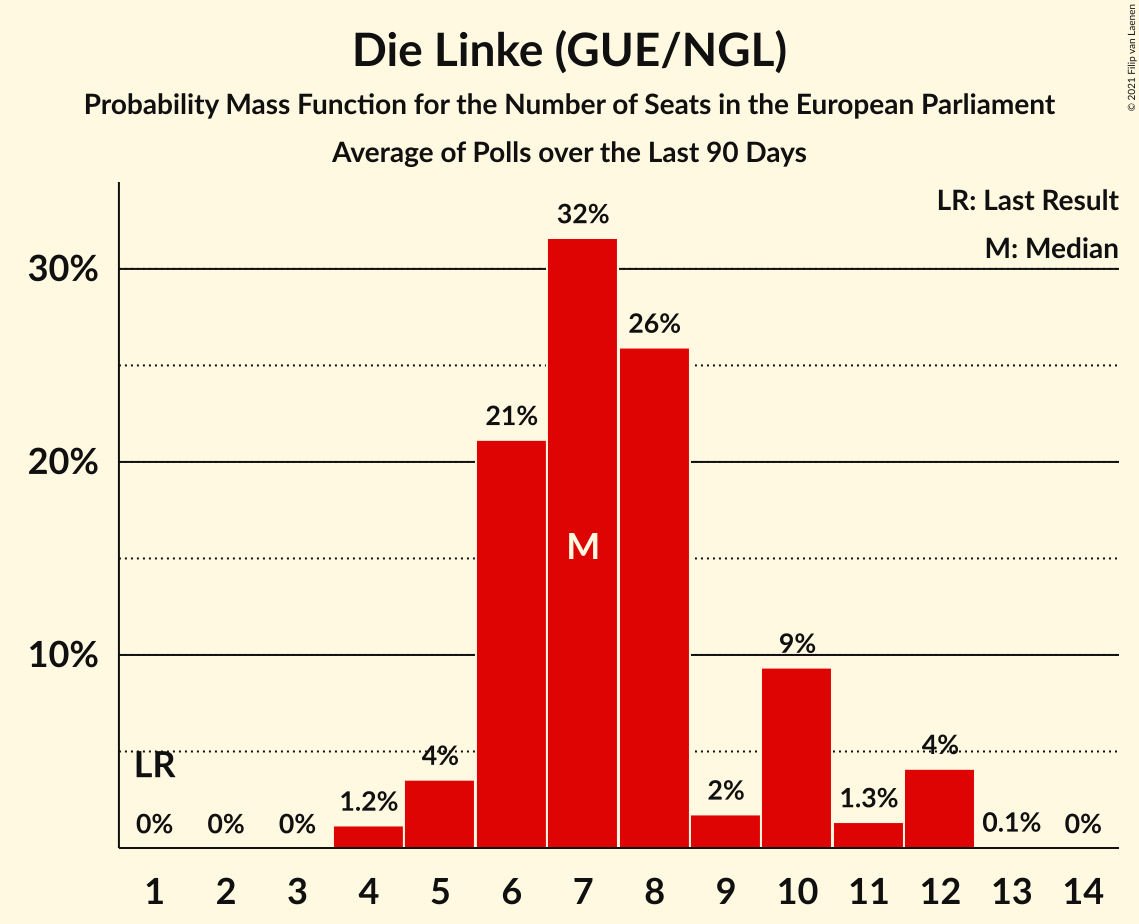 Die Linke (GUE/NGL)
Probability Mass Function for the Number of Seats in the European Parliament
Average of Polls over the Last 90 Days
© 2021 Filip van Laenen
LR: Last Result
M: Median
30%
20%
10%
32%
26%
21%
M
9%
LR
4%
4%
2%
1.2%
1.3%
0%
0%
0%
0.1%
0%
1 2 3 4 5 6 7 8 9 10 11 12 13 14